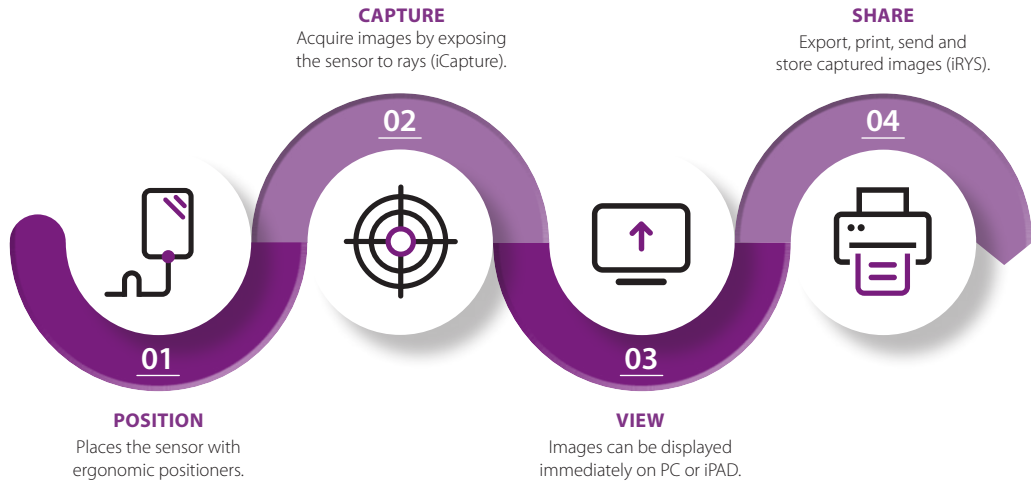 01
POSITION
Places the sensor with
ergonomic positioners.
CAPTURE
Acquire images by exposing
the sensor to rays (iCapture).
02
03
VIEW
Images can be displayed
immediately on PC or iPAD.
SHARE
Export, print, send and
store captured images (iRYS).
04